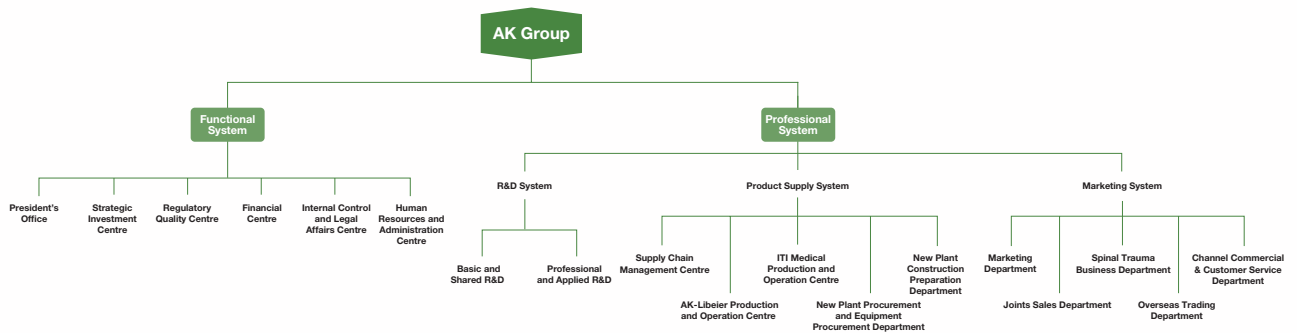 AK Group
Functional
System
Professional
System
President's
Office
Strategic
Investment
Centre
Regulatory
Quality Centre
Financial
Centre
Internal Control
and Legal
Affairs Centre
Human
Resources and
Administration
Centre
R&D System
Product Supply System
Marketing System
Basic and
Shared R&D
Professional
and Applied R&D
Supply Chain
Management Centre
AK-Libeier Production
and Operation Centre
ITI Medical
Production and
Operation Centre
New Plant Procurement
and Equipment
Procurement Department
New Plant
Construction
Preparation
Department
Marketing
Department
Joints Sales Department
Spinal Trauma
Business Department
Overseas Trading
Department
Channel Commercial
& Customer Service
Department